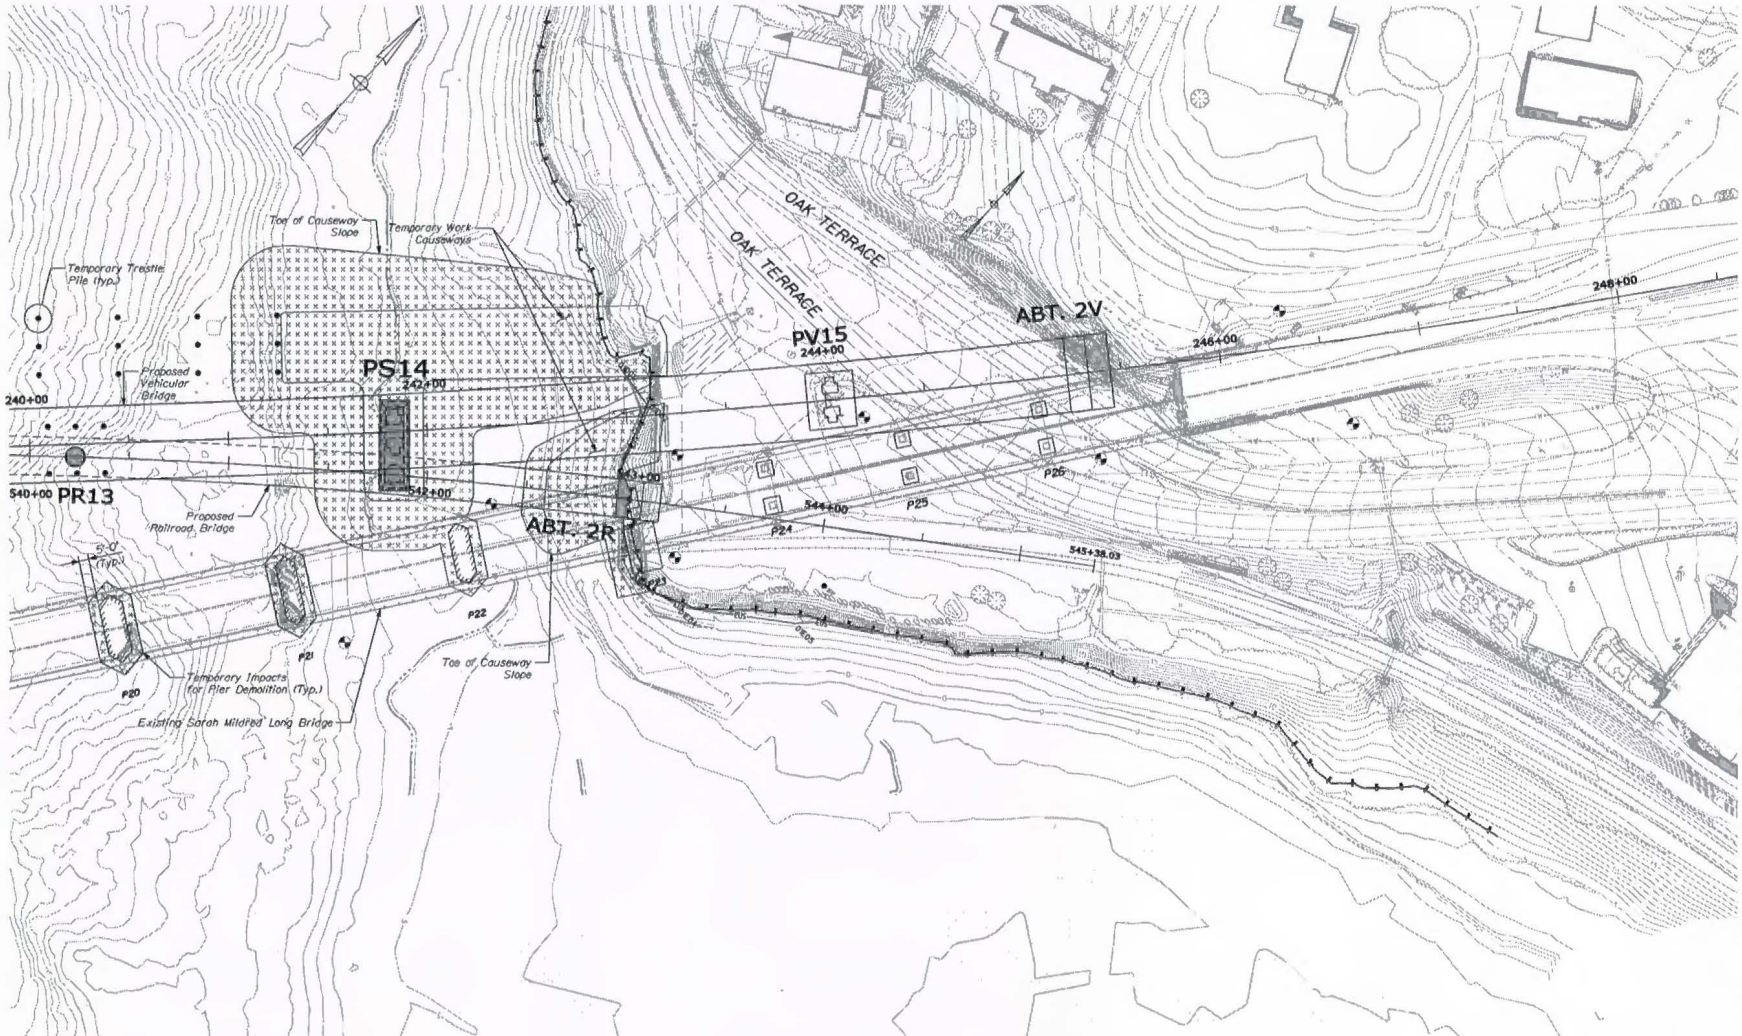 OAK TERRACE
OAK TERRACE
Toe of Causeway
Slope
Temporary Work
Causeways
Temporary Trestle
Pile (typ.)
ABT. 2V
248+00
246+00
PV15
244+00
PS14
242+00
Proposed
Vehicular
Bridge
240+00
540+00
PR13
542+00
Proposed
Railroad Bridge
ABT. 2R
544+00
P24
P25
P26
545+38.03
5'-0"
(Typ.)
P23
P22
P21
P20
Toe of Causeway
Slope
Temporary Impacts
for Pier Demolition (Typ.)
Existing Sarah Mildred Long Bridge